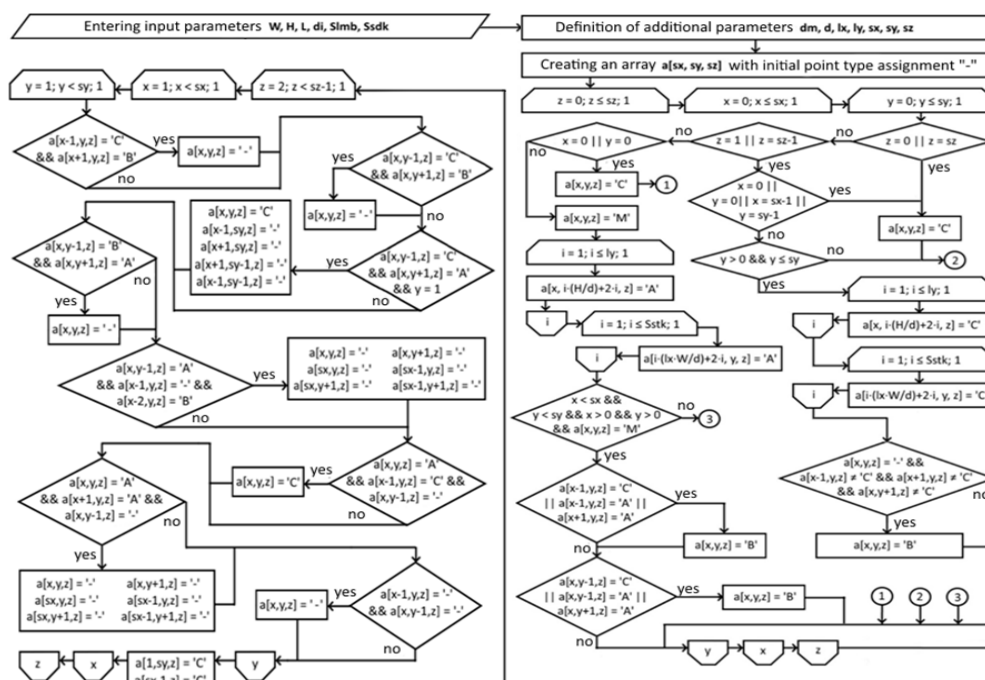 Entering input parameters W, H, L, di, Slmb, Ssdk
Definition of additional parameters dm, d, lx, ly, sx, sy, sz
Creating an array a[sx, sy, sz] with initial point type assignment "-"
y = 1; y < sy; 1
x = 1; x < sx; 1
z = 2; z < sz-1; 1
a[x-1,y,z] = 'C'
&& a[x+1,y,z] = 'B'
yes
a[x,y,z] = '-'
no
a[x,y-1,z] = 'C'
&& a[x,y+1,z] = 'B'
yes
a[x,y,z] = '-'
no
a[x,y-1,z] = 'C'
&& a[x,y+1,z] = 'A'
&& y = 1
yes
a[x,y,z] = 'C'
a[x-1,sy,z] = '-'
a[x+1,sy,z] = '-'
a[x+1,sy-1,z] = '-'
a[x-1,sy-1,z] = '-'
no
a[x,y-1,z] = 'B'
&& a[x,y+1,z] = 'A'
yes
a[x,y,z] = '-'
no
a[x,y-1,z] = 'A'
&& a[x-1,y,z] = '-' &&
a[x-2,y,z] = 'B'
yes
a[x,y,z] = '-' a[x,y+1,z] = '-'
a[sx,y,z] = '-' a[sx-1,y,z] = '-'
a[sx,y+1,z] = '-' a[sx-1,y+1,z] = '-'
no
a[x,y,z] = 'A'
&& a[x-1,y,z] = 'C' &&
a[x,y-1,z] = '-'
yes
a[x,y,z] = 'C'
no
a[x,y,z] = 'A'
&& a[x+1,y,z] = 'A' &&
a[x,y-1,z] = '-'
no
yes
a[x,y,z] = '-' a[x,y+1,z] = '-'
a[sx,y,z] = '-' a[sx-1,y,z] = '-'
a[sx,y+1,z] = '-' a[sx-1,y+1,z] = '-'
a[x-1,y,z] = '-'
&& a[x,y-1,z] = '-'
yes
a[x,y,z] = '-'
no
y
a[1,sy,z] = 'C'
x
z
z = 0; z ≤ sz; 1
x = 0; x ≤ sx; 1
y = 0; y ≤ sy; 1
z = 0 || z = sz
no
yes
z = 1 || z = sz-1
no
yes
x = 0 || y = 0
no
yes
a[x,y,z] = 'C'
1
x = 0 ||
y = 0|| x = sx-1 ||
y = sy-1
yes
no
a[x,y,z] = 'C'
2
y > 0 && y ≤ sy
no
yes
a[x,y,z] = 'M'
i = 1; i ≤ ly; 1
a[x, i·(H/d)+2·i, z] = 'A'
i
i = 1; i ≤ Sstk; 1
a[i·(lx·W/d)+2·i, y, z] = 'A'
i
i = 1; i ≤ ly; 1
a[x, i·(H/d)+2·i, z] = 'C'
i
i = 1; i ≤ Sstk; 1
a[i·(lx·W/d)+2·i, y, z] = 'C
i
x < sx &&
y < sy && x > 0 && y > 0
&& a[x,y,z] = 'M'
no
3
yes
a[x,y,z] = '-' &&
a[x-1,y,z] ≠ 'C' && a[x+1,y,z] ≠ 'C'
&& a[x,y+1,z] ≠ 'C'
no
yes
a[x,y,z] = 'B'
a[x-1,y,z] = 'C'
|| a[x-1,y,z] = 'A' ||
a[x+1,y,z] = 'A'
yes
a[x,y,z] = 'B'
no
a[x,y-1,z] = 'C'
|| a[x,y-1,z] = 'A' ||
a[x,y+1,z] = 'A'
yes
a[x,y,z] = 'B'
no
1 2 3
y
x
z